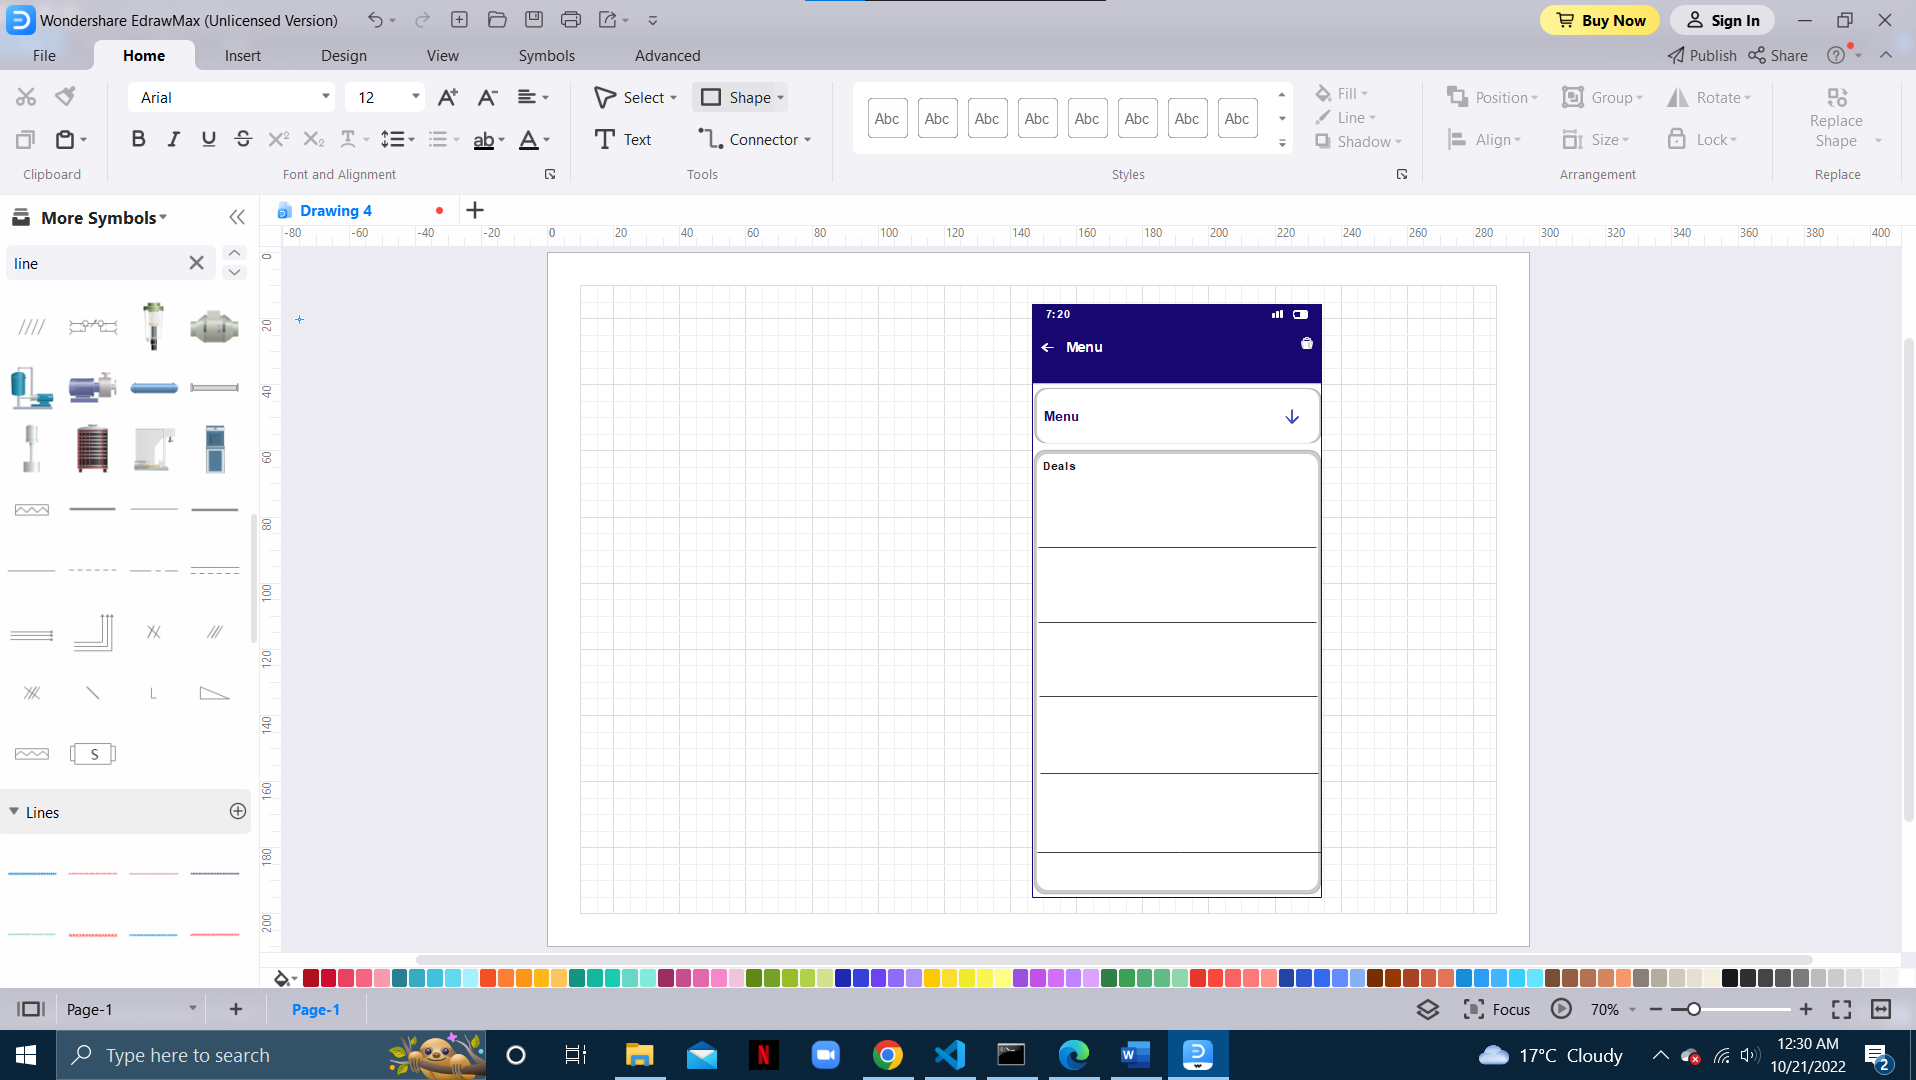 Wondershare EdrawMax (Unlicensed Version)
Buy Now
Sign In
File
Home
Insert
Design
View
Symbols
Advanced
Publish
Share
Arial
12
Select
Shape
Text
Connector
Abc
Abc
Abc
Abc
Abc
Abc
Abc
Abc
Fill
Line
Shadow
Position
Group
Rotate
Align
Size
Lock
Replace
Shape
Clipboard
Font and Alignment
Tools
Styles
Arrangement
Replace
More Symbols
Drawing 4
-80 -60 -40 -20 0 20 40 60 80 100 120 140 160 180 200 220 240 260 280 300 320 340 360 380 400
0
20
40
60
80
100
120
140
160
180
200
line
7:20
Menu
Menu
Deals
S
Lines
Page-1
Page-1
Focus
70%
Type here to search
17°C Cloudy
12:30 AM
10/21/2022
2